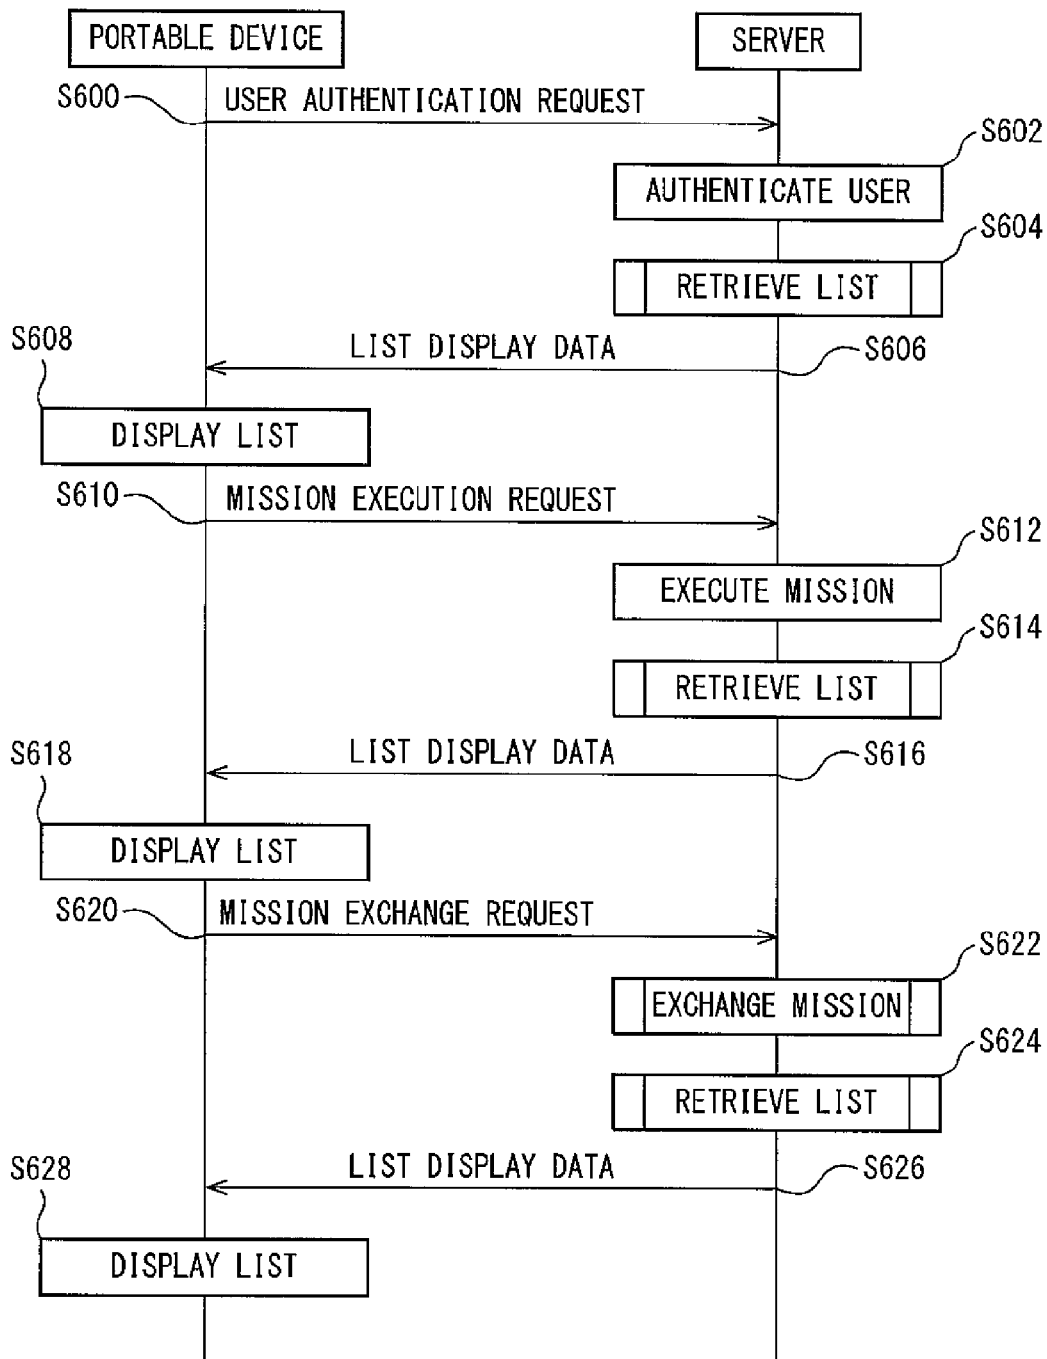 PORTABLE DEVICE
SERVER
S600
USER AUTHENTICATION REQUEST
S602
AUTHENTICATE USER
S604
RETRIEVE LIST
S608
LIST DISPLAY DATA
S606
DISPLAY LIST
S610
MISSION EXECUTION REQUEST
S612
EXECUTE MISSION
S614
RETRIEVE LIST
S618
LIST DISPLAY DATA
S616
DISPLAY LIST
S620
MISSION EXCHANGE REQUEST
S622
EXCHANGE MISSION
S624
RETRIEVE LIST
S628
LIST DISPLAY DATA
S626
DISPLAY LIST